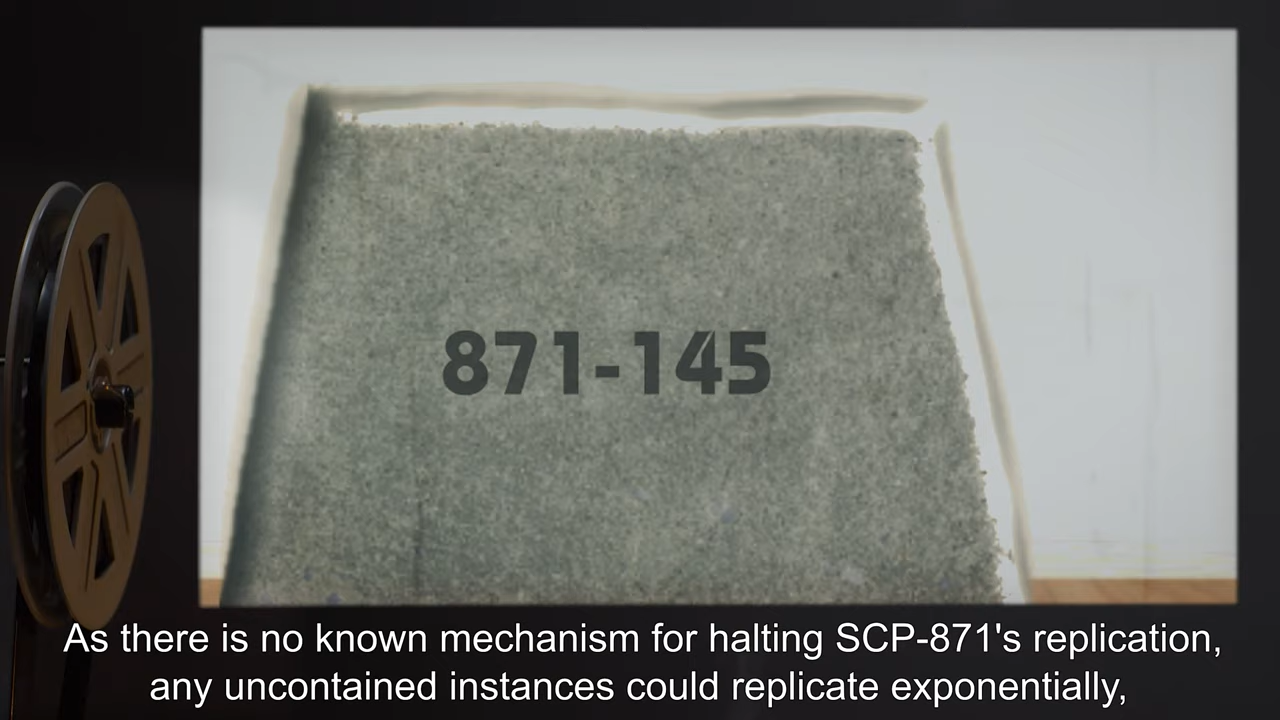 871-145
As there is no known mechanism for halting SCP-871's replication,
any uncontained instances could replicate exponentially,